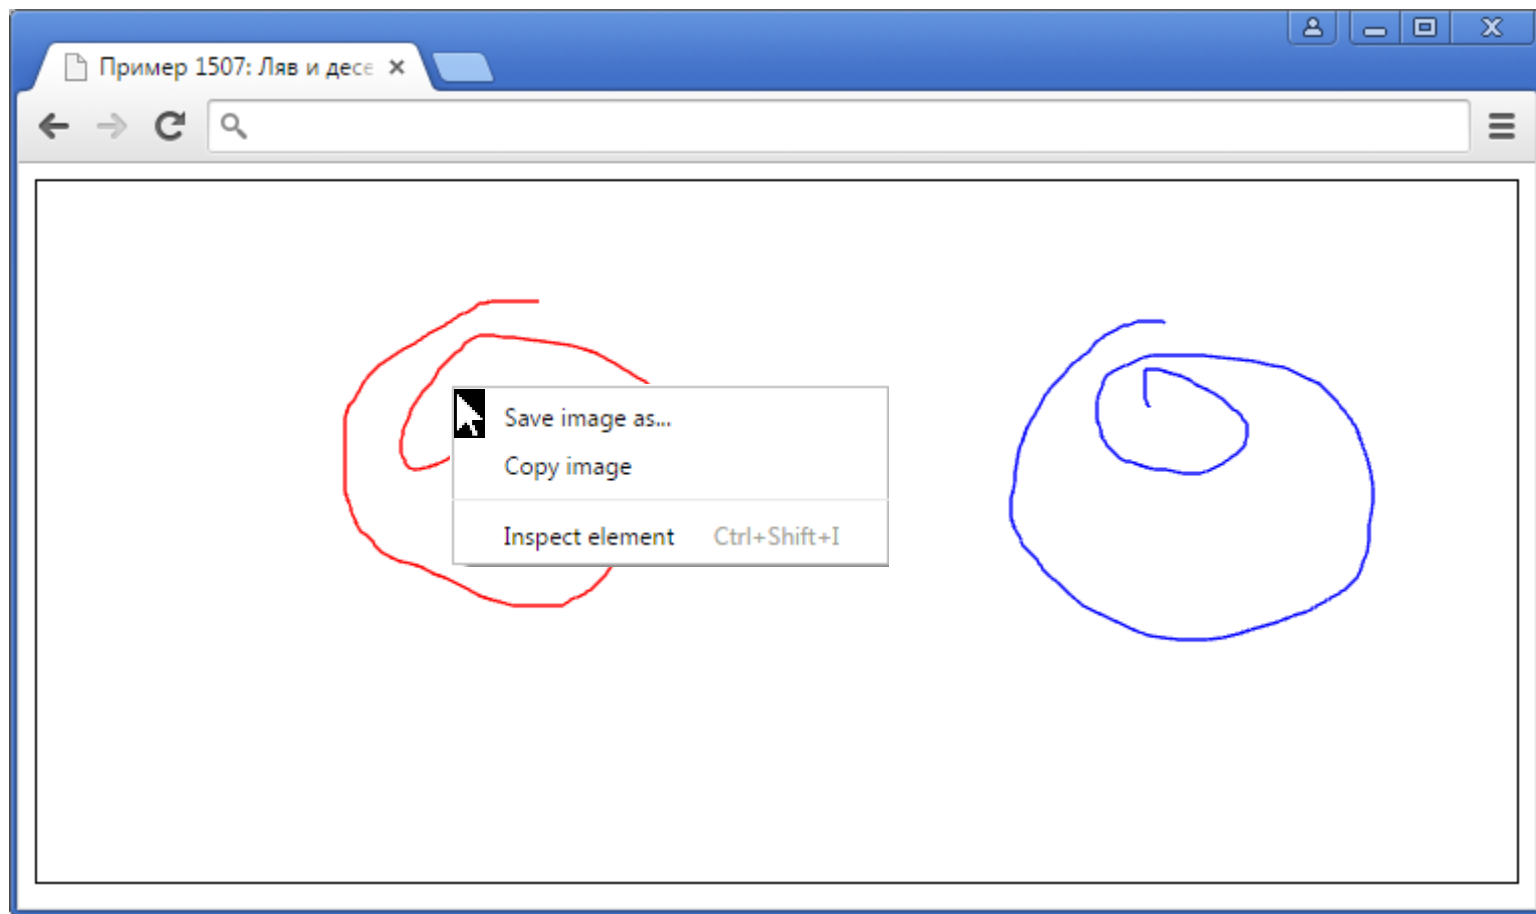 Пример 1507: Ляв и десе
Save image as...
Copy image
Inspect element Ctrl+Shift+I